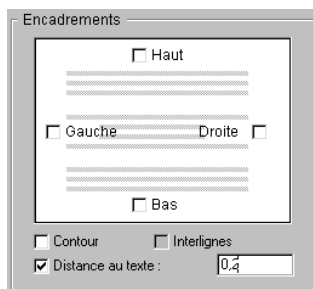 Encadrements
Haut
Gauche Droite
Bas
Contour Interlignes
Distance au texte :